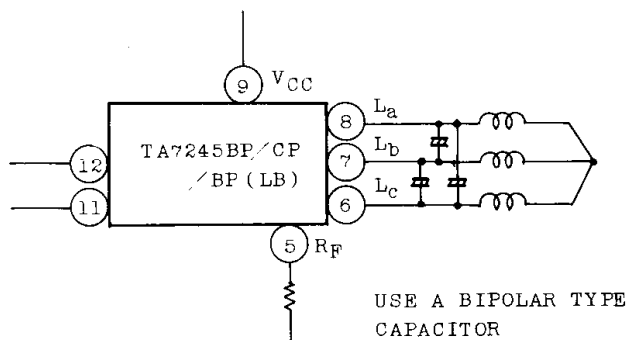 9 VCC
8 La
TA7245BP/CP
12
7 Lb
/BP(LB)
11
6 Lc
5 RF
USE A BIPOLAR TYPE
CAPACITOR